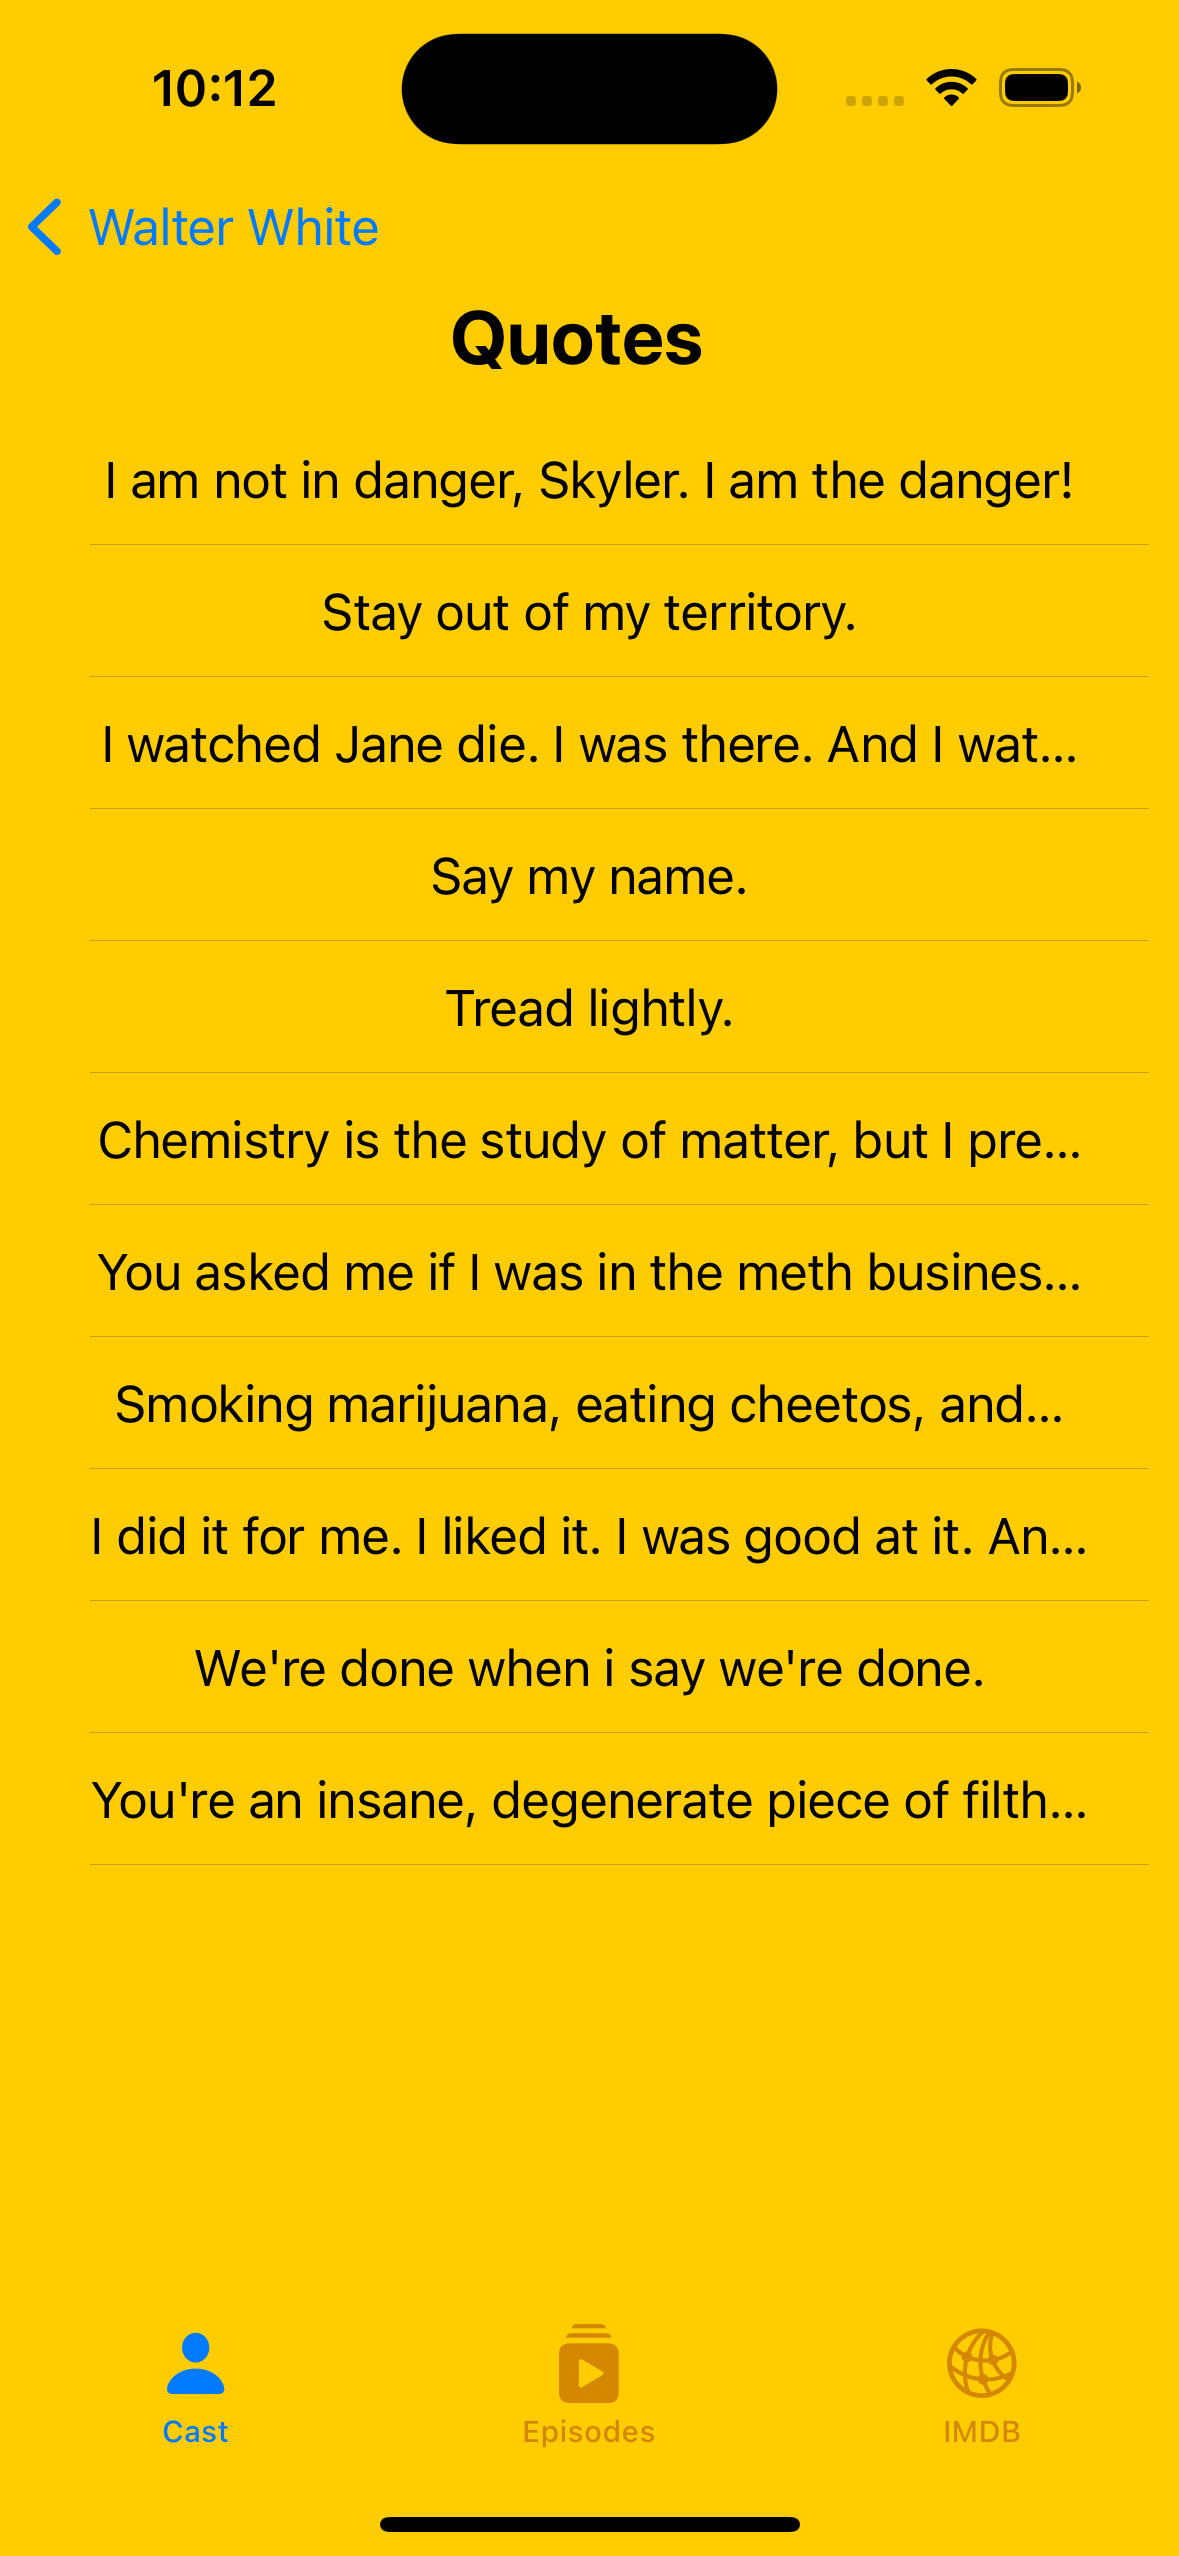 10:12
Walter White
Quotes
I am not in danger, Skyler. I am the danger!
Stay out of my territory.
I watched Jane die. I was there. And I wat...
Say my name.
Tread lightly.
Chemistry is the study of matter, but I pre...
You asked me if I was in the meth busines...
Smoking marijuana, eating cheetos, and...
I did it for me. I liked it. I was good at it. An...
We're done when i say we're done.
You're an insane, degenerate piece of filth...
Cast
Episodes
IMDB